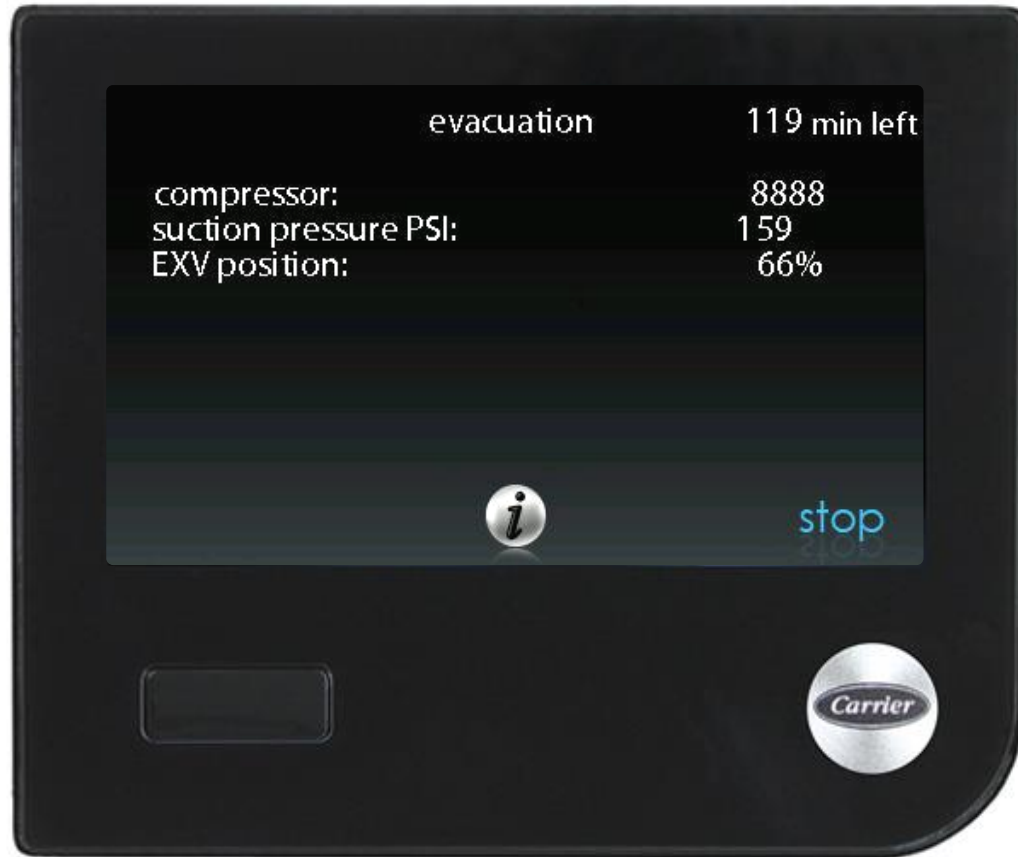 evacuation 119 min left
compressor: 8888
suction pressure PSI: 159
EXV position: 66%
i
stop
Carrier